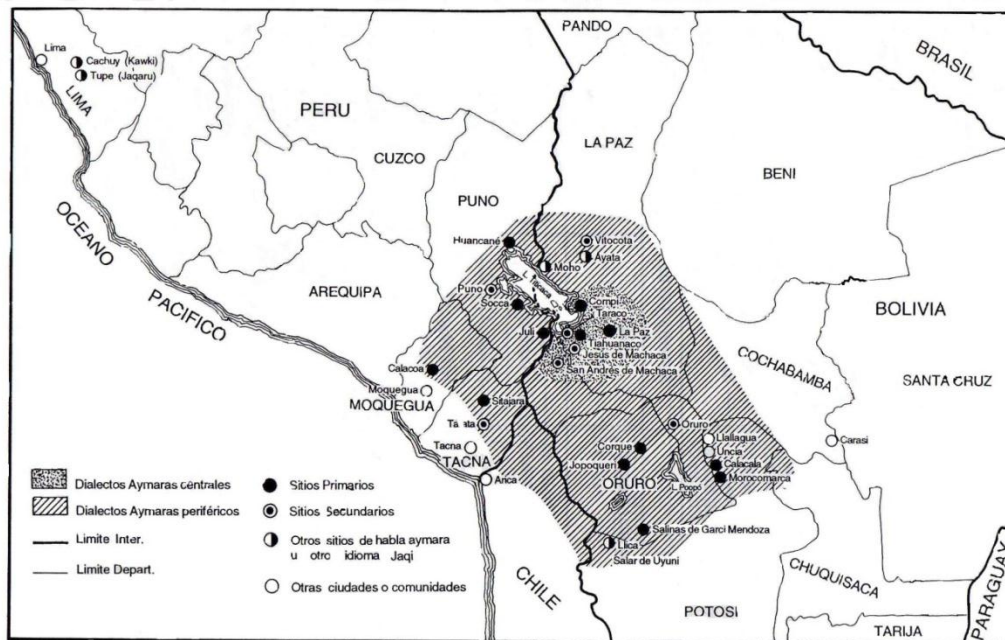 PANDO
BRASIL
Lima
Cachuy (Kawki)
Tupe (Jaqaru)
LIMA
PERU
LA PAZ
CUZCO
BENI
PUNO
OCEANO
PACIFICO
Huancané
Vitocota
Ayata
Moho
AREQUIPA
Puno
L. Titicaca
Socca
Compi
Taraco
BOLIVIA
Juli
La Paz
Tiahuanaco
Jesús de Machaca
San Andrés de Machaca
COCHABAMBA
SANTA CRUZ
Calacoa
Moquegua
MOQUEGUA
Sitajara
Oruro
Llallagua
Carasi
Tacna
TACNA
Corque
Uncía
Calacala
Jopoqueri
ORURO
L. Poopó
Morocomarca
Arica
Dialectos Aymaras centrales
Dialectos Aymaras periféricos
Limite Inter.
Limite Depart.
Sitios Primarios
Sitios Secundarios
Otros sitios de habla aymara
u otro idioma Jaqi
Otras ciudades o comunidades
Salinas de Garci Mendoza
Llica
Salar de Uyuni
CHILE
POTOSI
CHUQUISACA
TARIJA
PARAGUAY